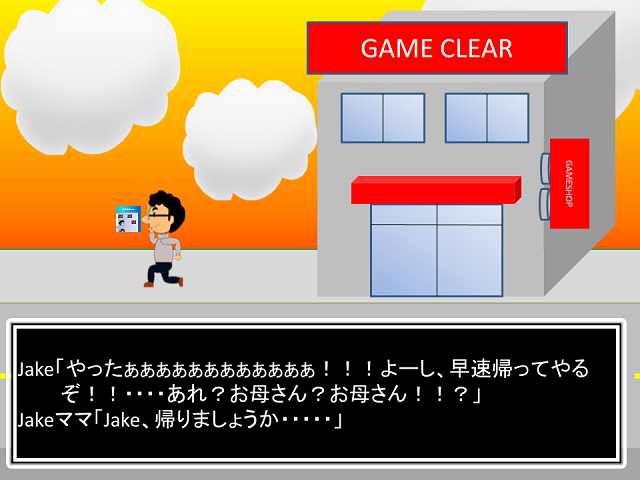 GAME CLEAR
GAMESHOP
Jake「やったぁぁぁぁぁぁぁぁぁぁぁぁ！！！よーし、早速帰ってやる
ぞ！！・・・・あれ？お母さん？お母さん！！？」
Jakeママ「Jake、帰りましょうか・・・・・」